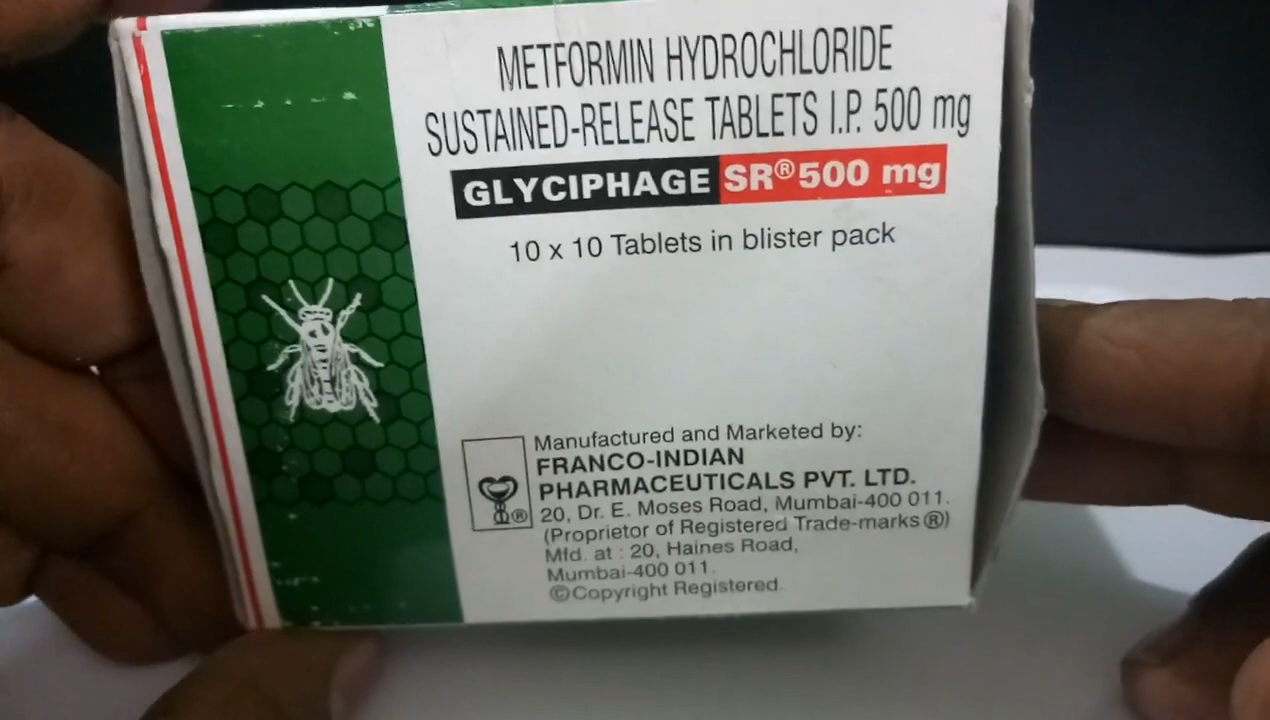 METFORMIN HYDROCHLORIDE
SUSTAINED-RELEASE TABLETS I.P. 500 mg
GLYCIPHAGE SR® 500 mg
10 x 10 Tablets in blister pack
Manufactured and Marketed by:
FRANCO-INDIAN
PHARMACEUTICALS PVT. LTD.
20, Dr. E. Moses Road, Mumbai-400 011.
(Proprietor of Registered Trade-marks ®)
Mfd. at : 20, Haines Road,
Mumbai-400 011.
© Copyright Registered.
®